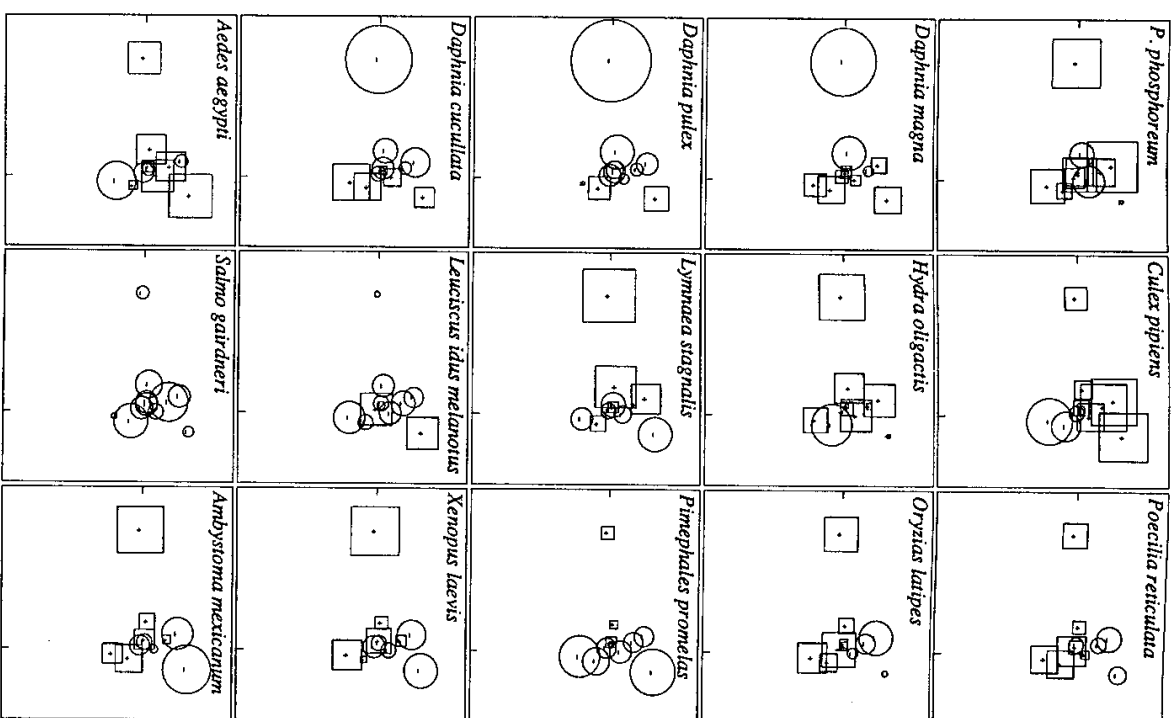 P. phosphoreum
Culex pipiens
Poecilia reticulata
Daphnia magna
Hydra oligactis
Oryzias latipes
Daphnia pulex
Lymnaea stagnalis
Pimephales promelas
Daphnia cucullata
Leuciscus idus melanotus
Xenopus laevis
Aedes aegypti
Salmo gairdneri
Ambystoma mexicanum